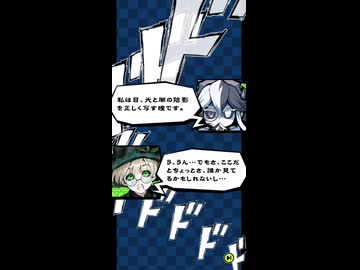 ドド
私は目、光と闇の陰影
を正しく写す瞳です。
う、うん…でもさ、ここだ
とちょっとさ、誰か見て
るかもしれないし…
ドドドド